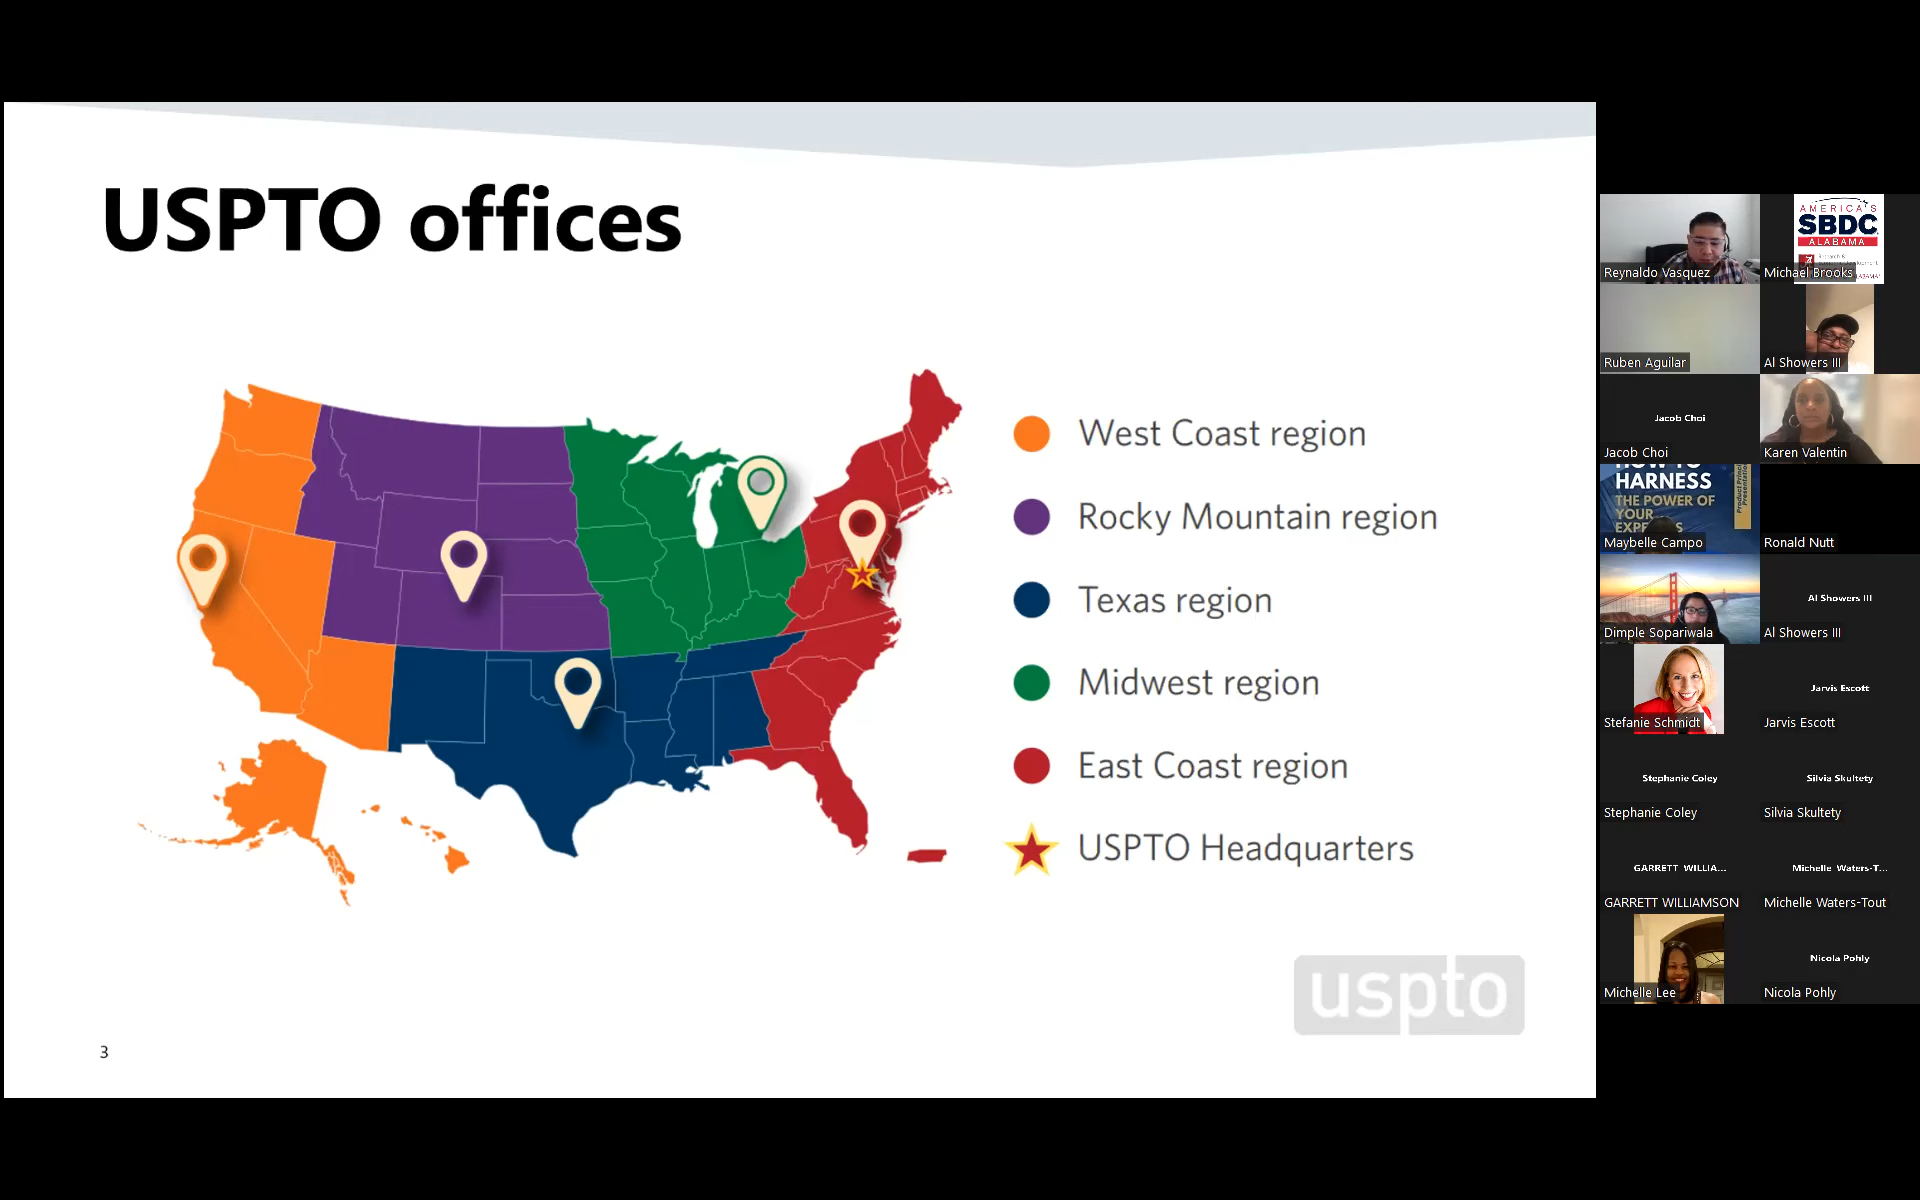 USPTO offices
West Coast region
Rocky Mountain region
Texas region
Midwest region
East Coast region
USPTO Headquarters
uspto
3
Reynaldo Vasquez
AMERICA'S
SBDC
ALABAMA
Michael Brooks
Ruben Aguilar
Al Showers III
Jacob Choi
Jacob Choi
Karen Valentin
HOW TO
HARNESS
THE POWER OF
YOUR
Maybelle Campo
Ronald Nutt
Dimple Sopariwala
Al Showers III
Al Showers III
Stefanie Schmidt
Jarvis Escott
Jarvis Escott
Stephanie Coley
Stephanie Coley
Silvia Skultety
Silvia Skultety
GARRETT WILLIA...
GARRETT WILLIAMSON
Michelle Waters-T...
Michelle Waters-Tout
Michelle Lee
Nicola Pohly
Nicola Pohly